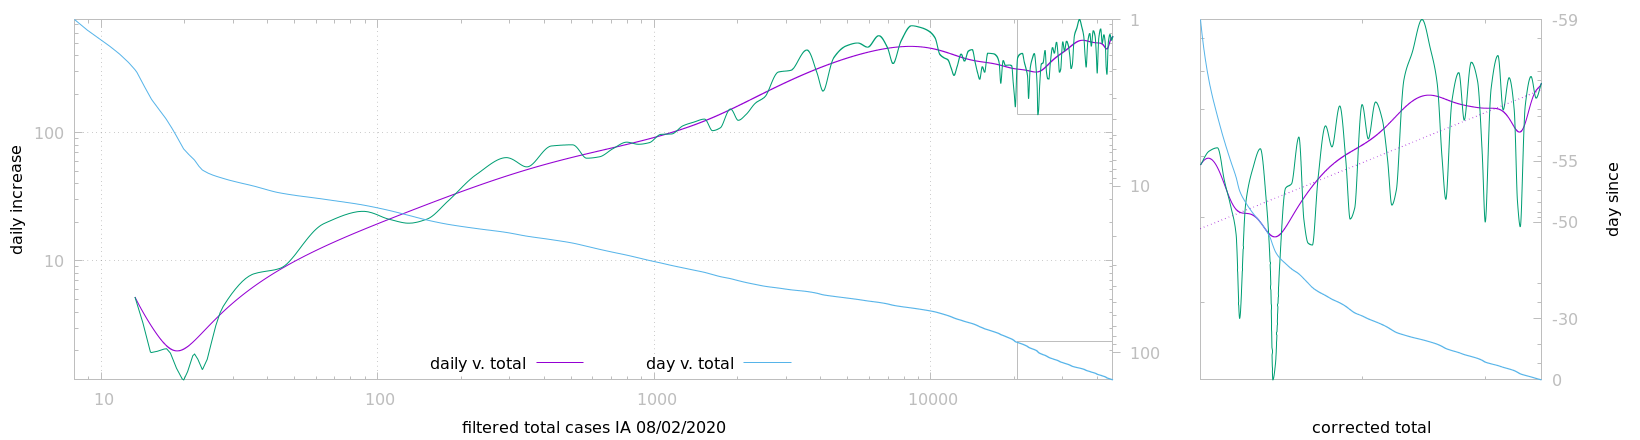 1
-59
100
daily increase
10
10
-55
-50
day since
-30
daily v. total
day v. total
100
0
10
100
1000
10000
filtered total cases IA 08/02/2020
corrected total